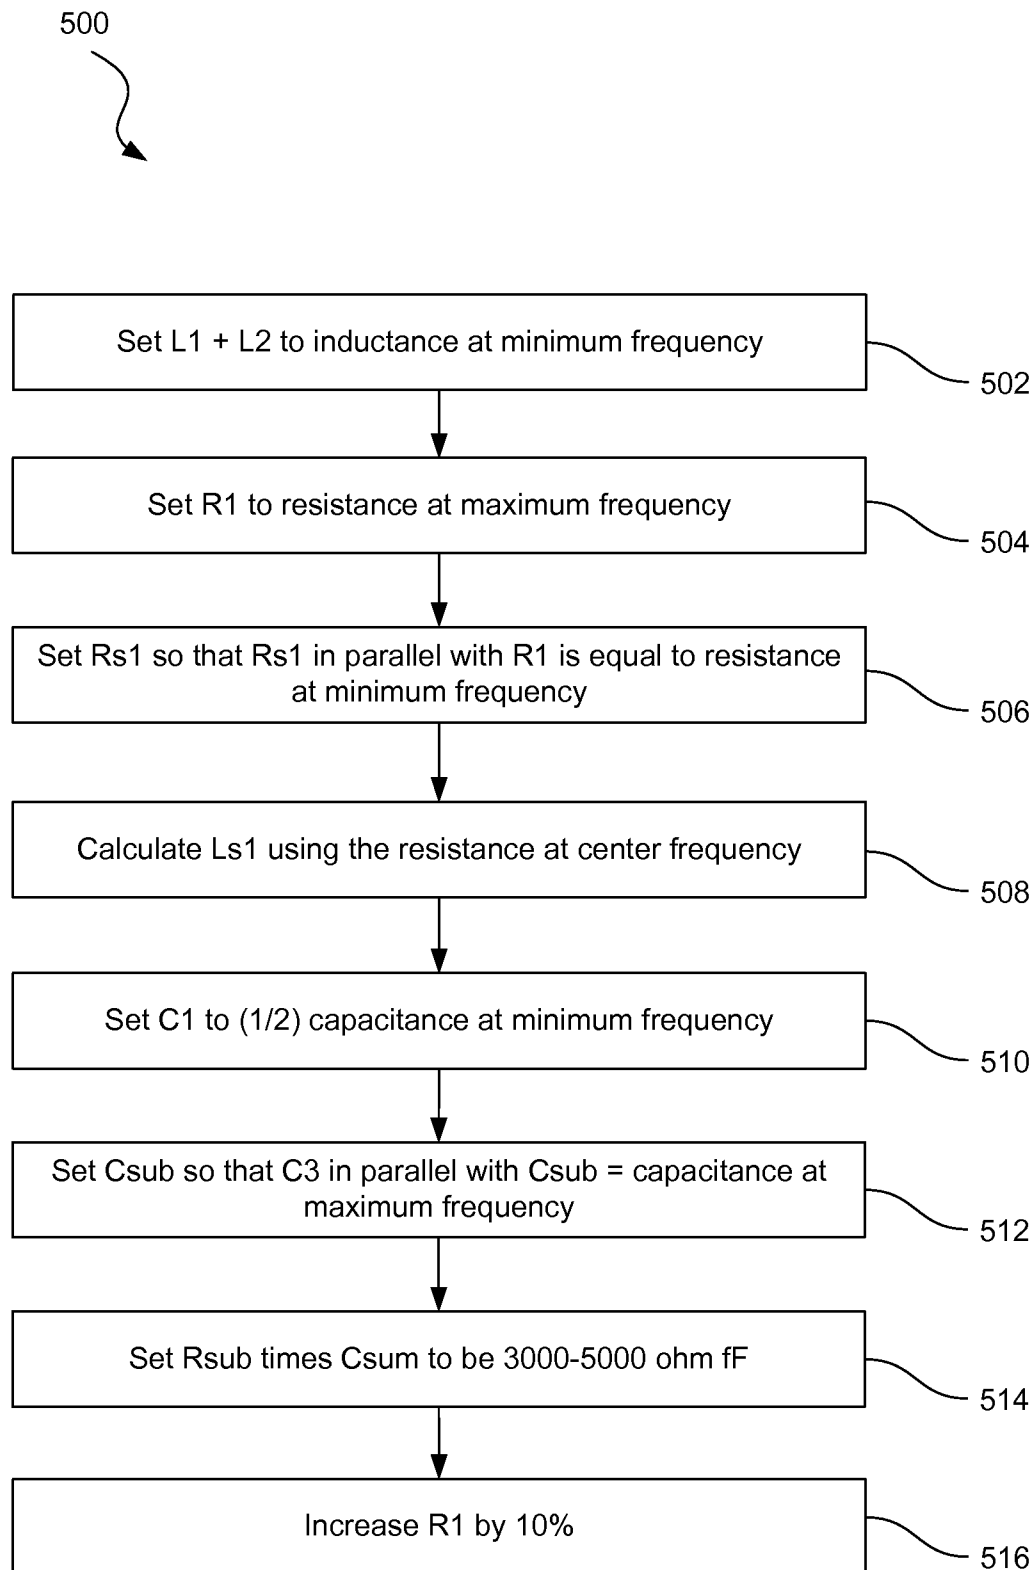 500
Set L1 + L2 to inductance at minimum frequency
502
Set R1 to resistance at maximum frequency
504
Set Rs1 so that Rs1 in parallel with R1 is equal to resistance
at minimum frequency
506
Calculate Ls1 using the resistance at center frequency
508
Set C1 to (1/2) capacitance at minimum frequency
510
Set Csub so that C3 in parallel with Csub = capacitance at
maximum frequency
512
Set Rsub times Csum to be 3000-5000 ohm fF
514
Increase R1 by 10%
516